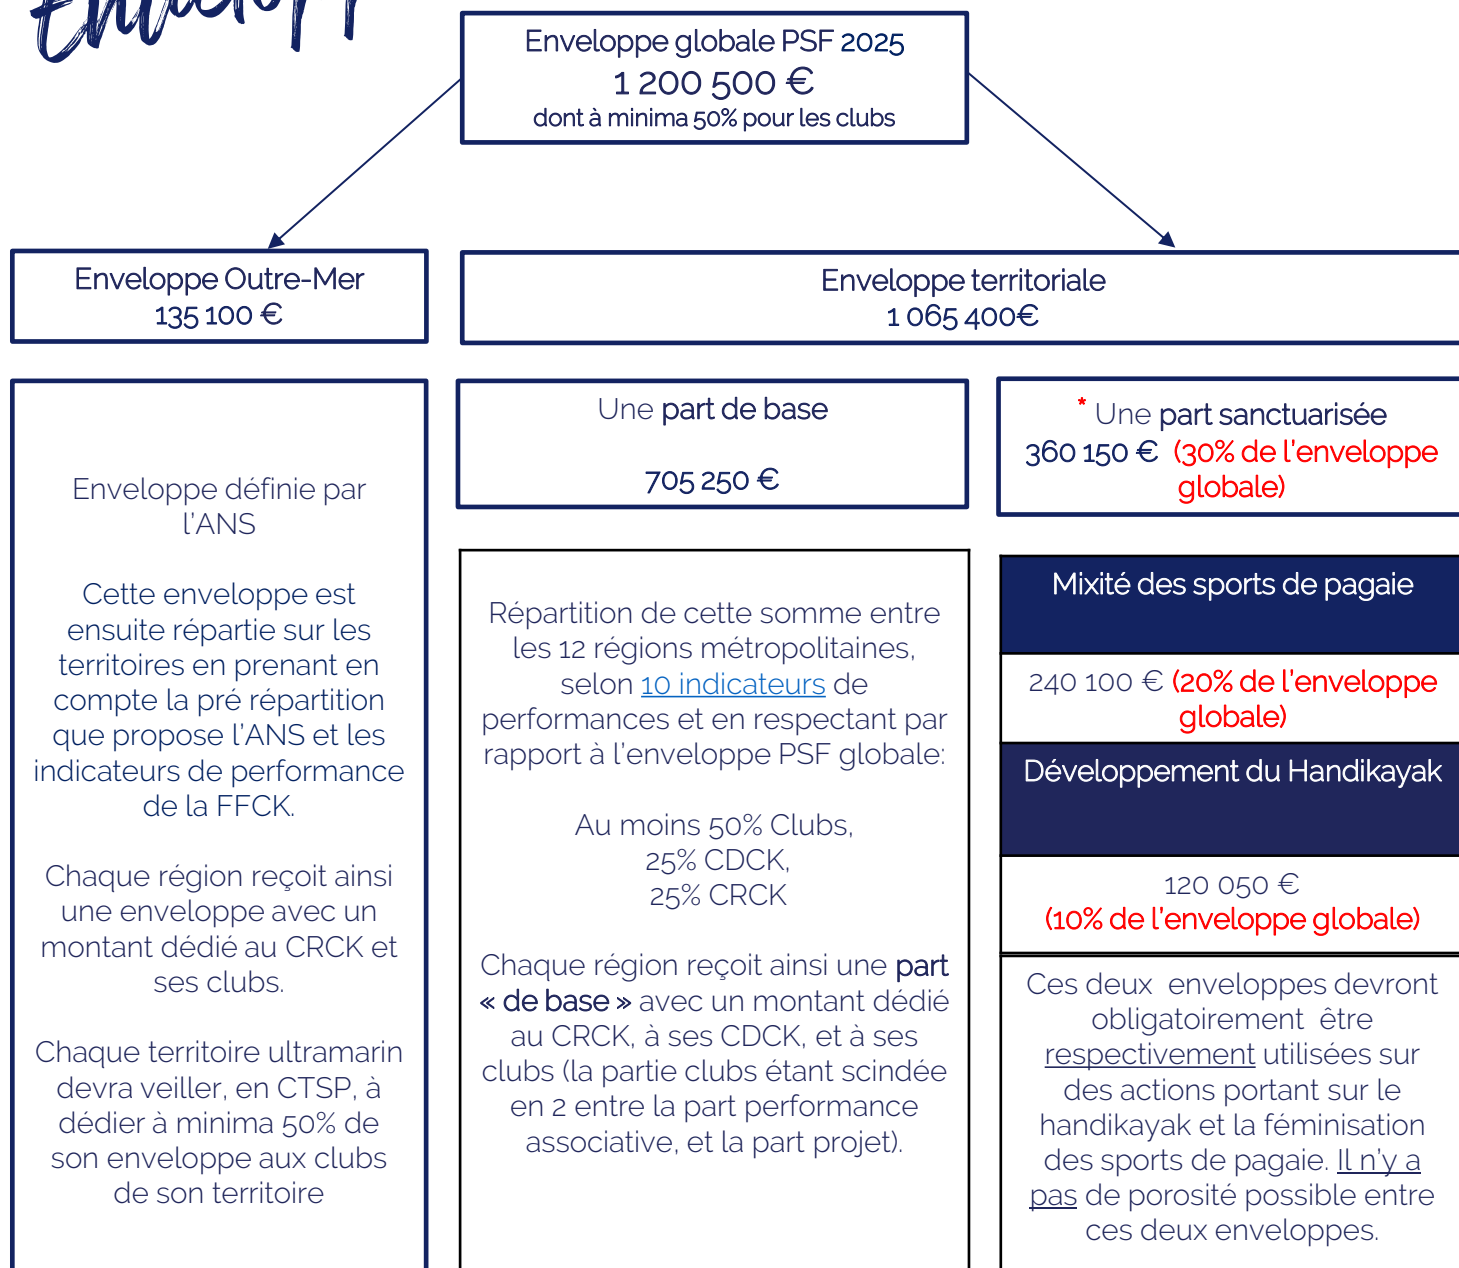 Enveloppe globale PSF 2025
1 200 500 €
dont à minima 50% pour les clubs
Enveloppe Outre-Mer
135 100 €
Enveloppe territoriale
1 065 400€
Enveloppe définie par
l'ANS
Cette enveloppe est
ensuite répartie sur les
territoires en prenant en
compte la pré répartition
que propose l'ANS et les
indicateurs de performance
de la FFCK.
Chaque région reçoit ainsi
une enveloppe avec un
montant dédié au CRCK et
ses clubs.
Chaque territoire ultramarin
devra veiller, en CTSP, à
dédier à minima 50% de
son enveloppe aux clubs
de son territoire
Une part de base
705 250 €
Répartition de cette somme entre
les 12 régions métropolitaines,
selon 10 indicateurs de
performances et en respectant par
rapport à l'enveloppe PSF globale:
Au moins 50% Clubs,
25% CDCK,
25% CRCK
Chaque région reçoit ainsi une part
« de base » avec un montant dédié
au CRCK, à ses CDCK, et à ses
clubs (la partie clubs étant scindée
en 2 entre la part performance
associative, et la part projet).
* Une part sanctuarisée
360 150 € (30% de l'enveloppe
globale)
Mixité des sports de pagaie
240 100 € (20% de l'enveloppe
globale)
Développement du Handikayak
120 050 €
(10% de l'enveloppe globale)
Ces deux enveloppes devront
obligatoirement être
respectivement utilisées sur
des actions portant sur le
handikayak et la féminisation
des sports de pagaie. Il n'y a
pas de porosité possible entre
ces deux enveloppes.